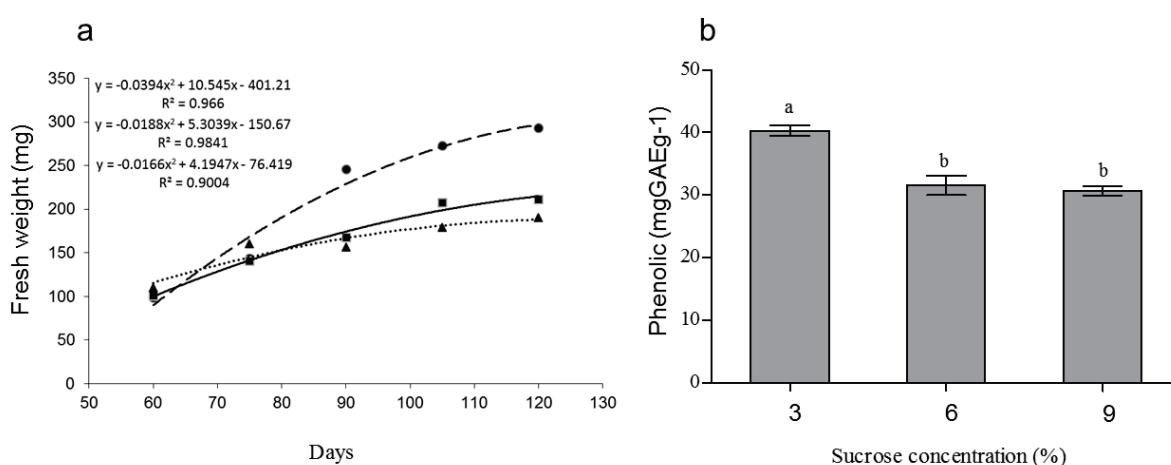 a
y = -0.0394x² + 10.545x - 401.21
R² = 0.966
y = -0.0188x² + 5.3039x - 150.67
R² = 0.9841
y = -0.0166x² + 4.1947x - 76.419
R² = 0.9004
Fresh weight (mg)
350
300
250
200
150
100
50
0
50 60 70 80 90 100 110 120 130
Days
b
Phenolic (mgGAEg-1)
50
40
30
20
10
0
a
b
b
3 6 9
Sucrose concentration (%)